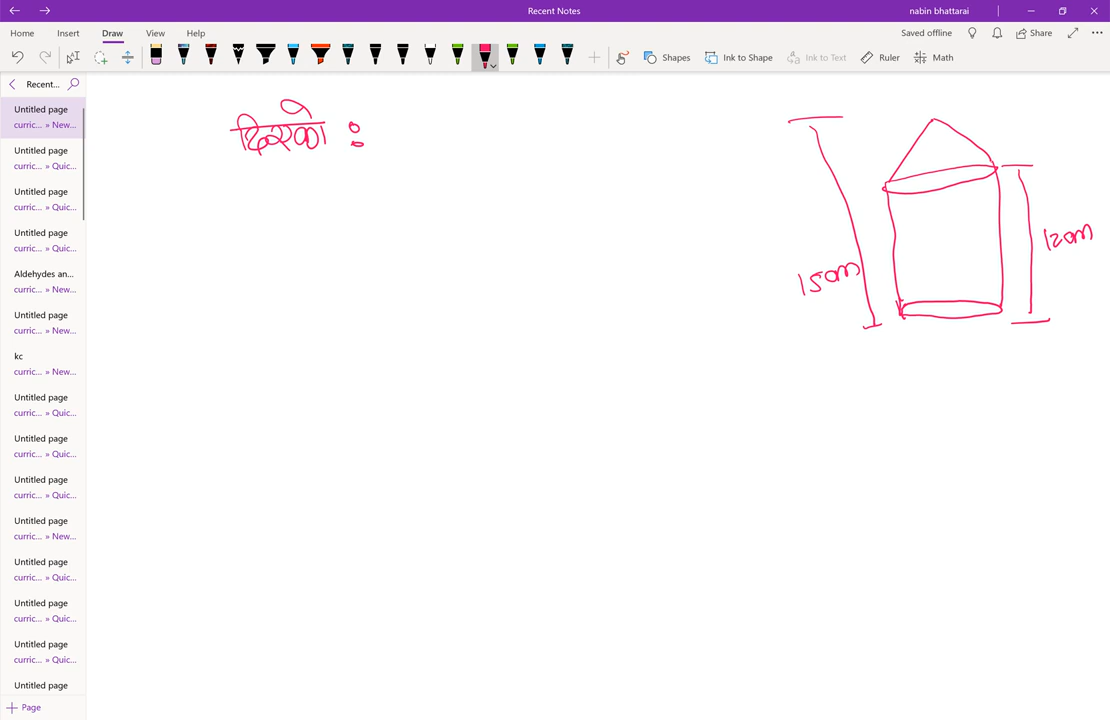 Recent Notes
nabin bhattarai
Home Insert Draw View Help
Saved offline
Share
Shapes
Ink to Shape
Ink to Text
Ruler
Math
Recent...
Untitled page
curric... » New...
Untitled page
curric... » Quic...
Untitled page
curric... » Quic...
Untitled page
curric... » Quic...
Aldehydes an...
curric... » New...
Untitled page
curric... » New...
kc
curric... » New...
Untitled page
curric... » Quic...
Untitled page
curric... » Quic...
Untitled page
curric... » Quic...
Untitled page
curric... » New...
Untitled page
curric... » Quic...
Untitled page
curric... » Quic...
Untitled page
curric... » Quic...
Untitled page
Page
12cm
15cm